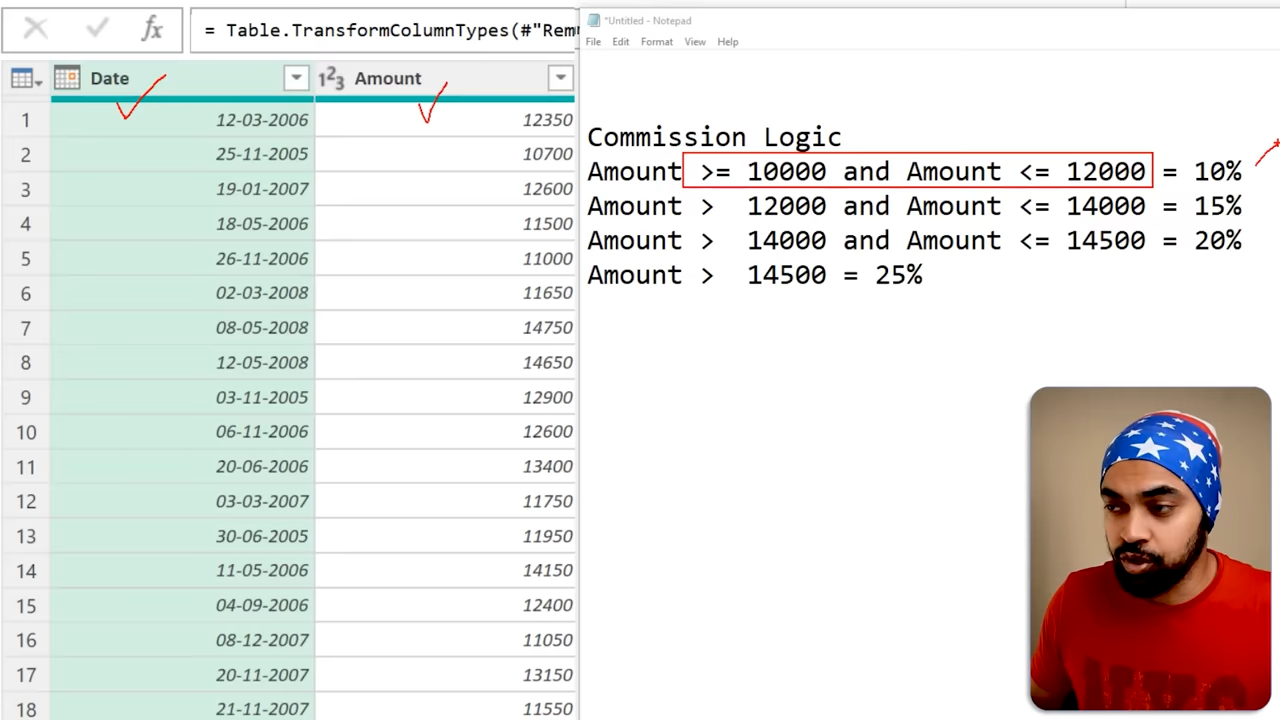 = Table.TransformColumnTypes(#"Rem
*Untitled - Notepad
File Edit Format View Help
Date 123 Amount
1 12-03-2006 12350
2 25-11-2005 10700
3 19-01-2007 12600
4 18-05-2006 11500
5 26-11-2006 11000
6 02-03-2008 11650
7 08-05-2008 14750
8 12-05-2008 14650
9 03-11-2005 12900
10 06-11-2006 12600
11 20-06-2006 13400
12 03-03-2007 11750
13 30-06-2005 11950
14 11-05-2006 14150
15 04-09-2006 12400
16 08-12-2007 11050
17 20-11-2007 13150
18 21-11-2007 11550
Commission Logic
Amount >= 10000 and Amount <= 12000 = 10%
Amount > 12000 and Amount <= 14000 = 15%
Amount > 14000 and Amount <= 14500 = 20%
Amount > 14500 = 25%